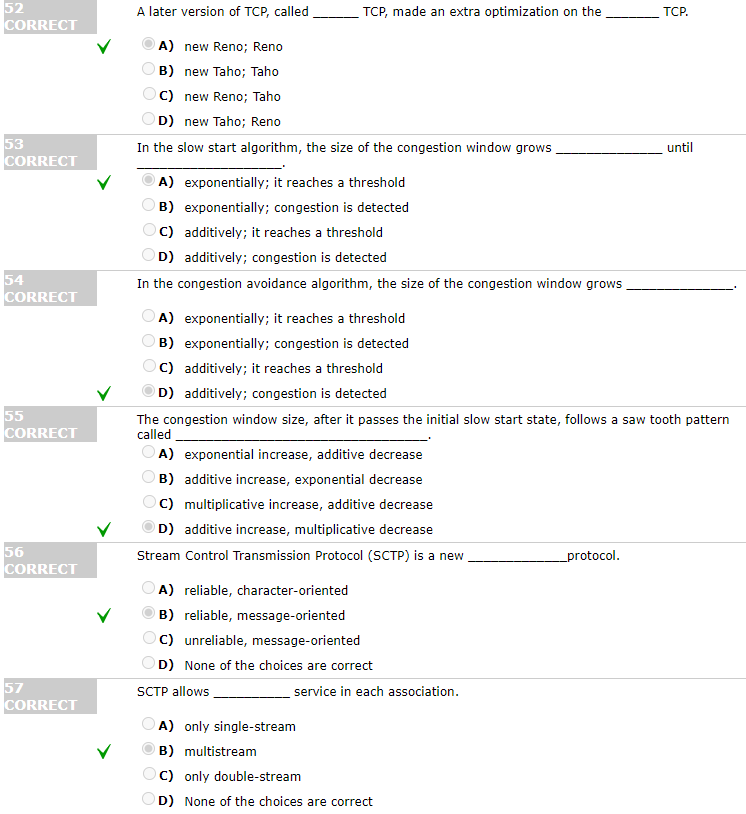 52
CORRECT
A later version of TCP, called ______ TCP, made an extra optimization on the _______ TCP.
A) new Reno; Reno
B) new Taho; Taho
C) new Reno; Taho
D) new Taho; Reno
53
CORRECT
In the slow start algorithm, the size of the congestion window grows ______________ until
___________________.
A) exponentially; it reaches a threshold
B) exponentially; congestion is detected
C) additively; it reaches a threshold
D) additively; congestion is detected
54
CORRECT
In the congestion avoidance algorithm, the size of the congestion window grows ______________.
A) exponentially; it reaches a threshold
B) exponentially; congestion is detected
C) additively; it reaches a threshold
D) additively; congestion is detected
55
CORRECT
The congestion window size, after it passes the initial slow start state, follows a saw tooth pattern
called _________________________________.
A) exponential increase, additive decrease
B) additive increase, exponential decrease
C) multiplicative increase, additive decrease
D) additive increase, multiplicative decrease
56
CORRECT
Stream Control Transmission Protocol (SCTP) is a new _____________protocol.
A) reliable, character-oriented
B) reliable, message-oriented
C) unreliable, message-oriented
D) None of the choices are correct
57
CORRECT
SCTP allows __________ service in each association.
A) only single-stream
B) multistream
C) only double-stream
D) None of the choices are correct